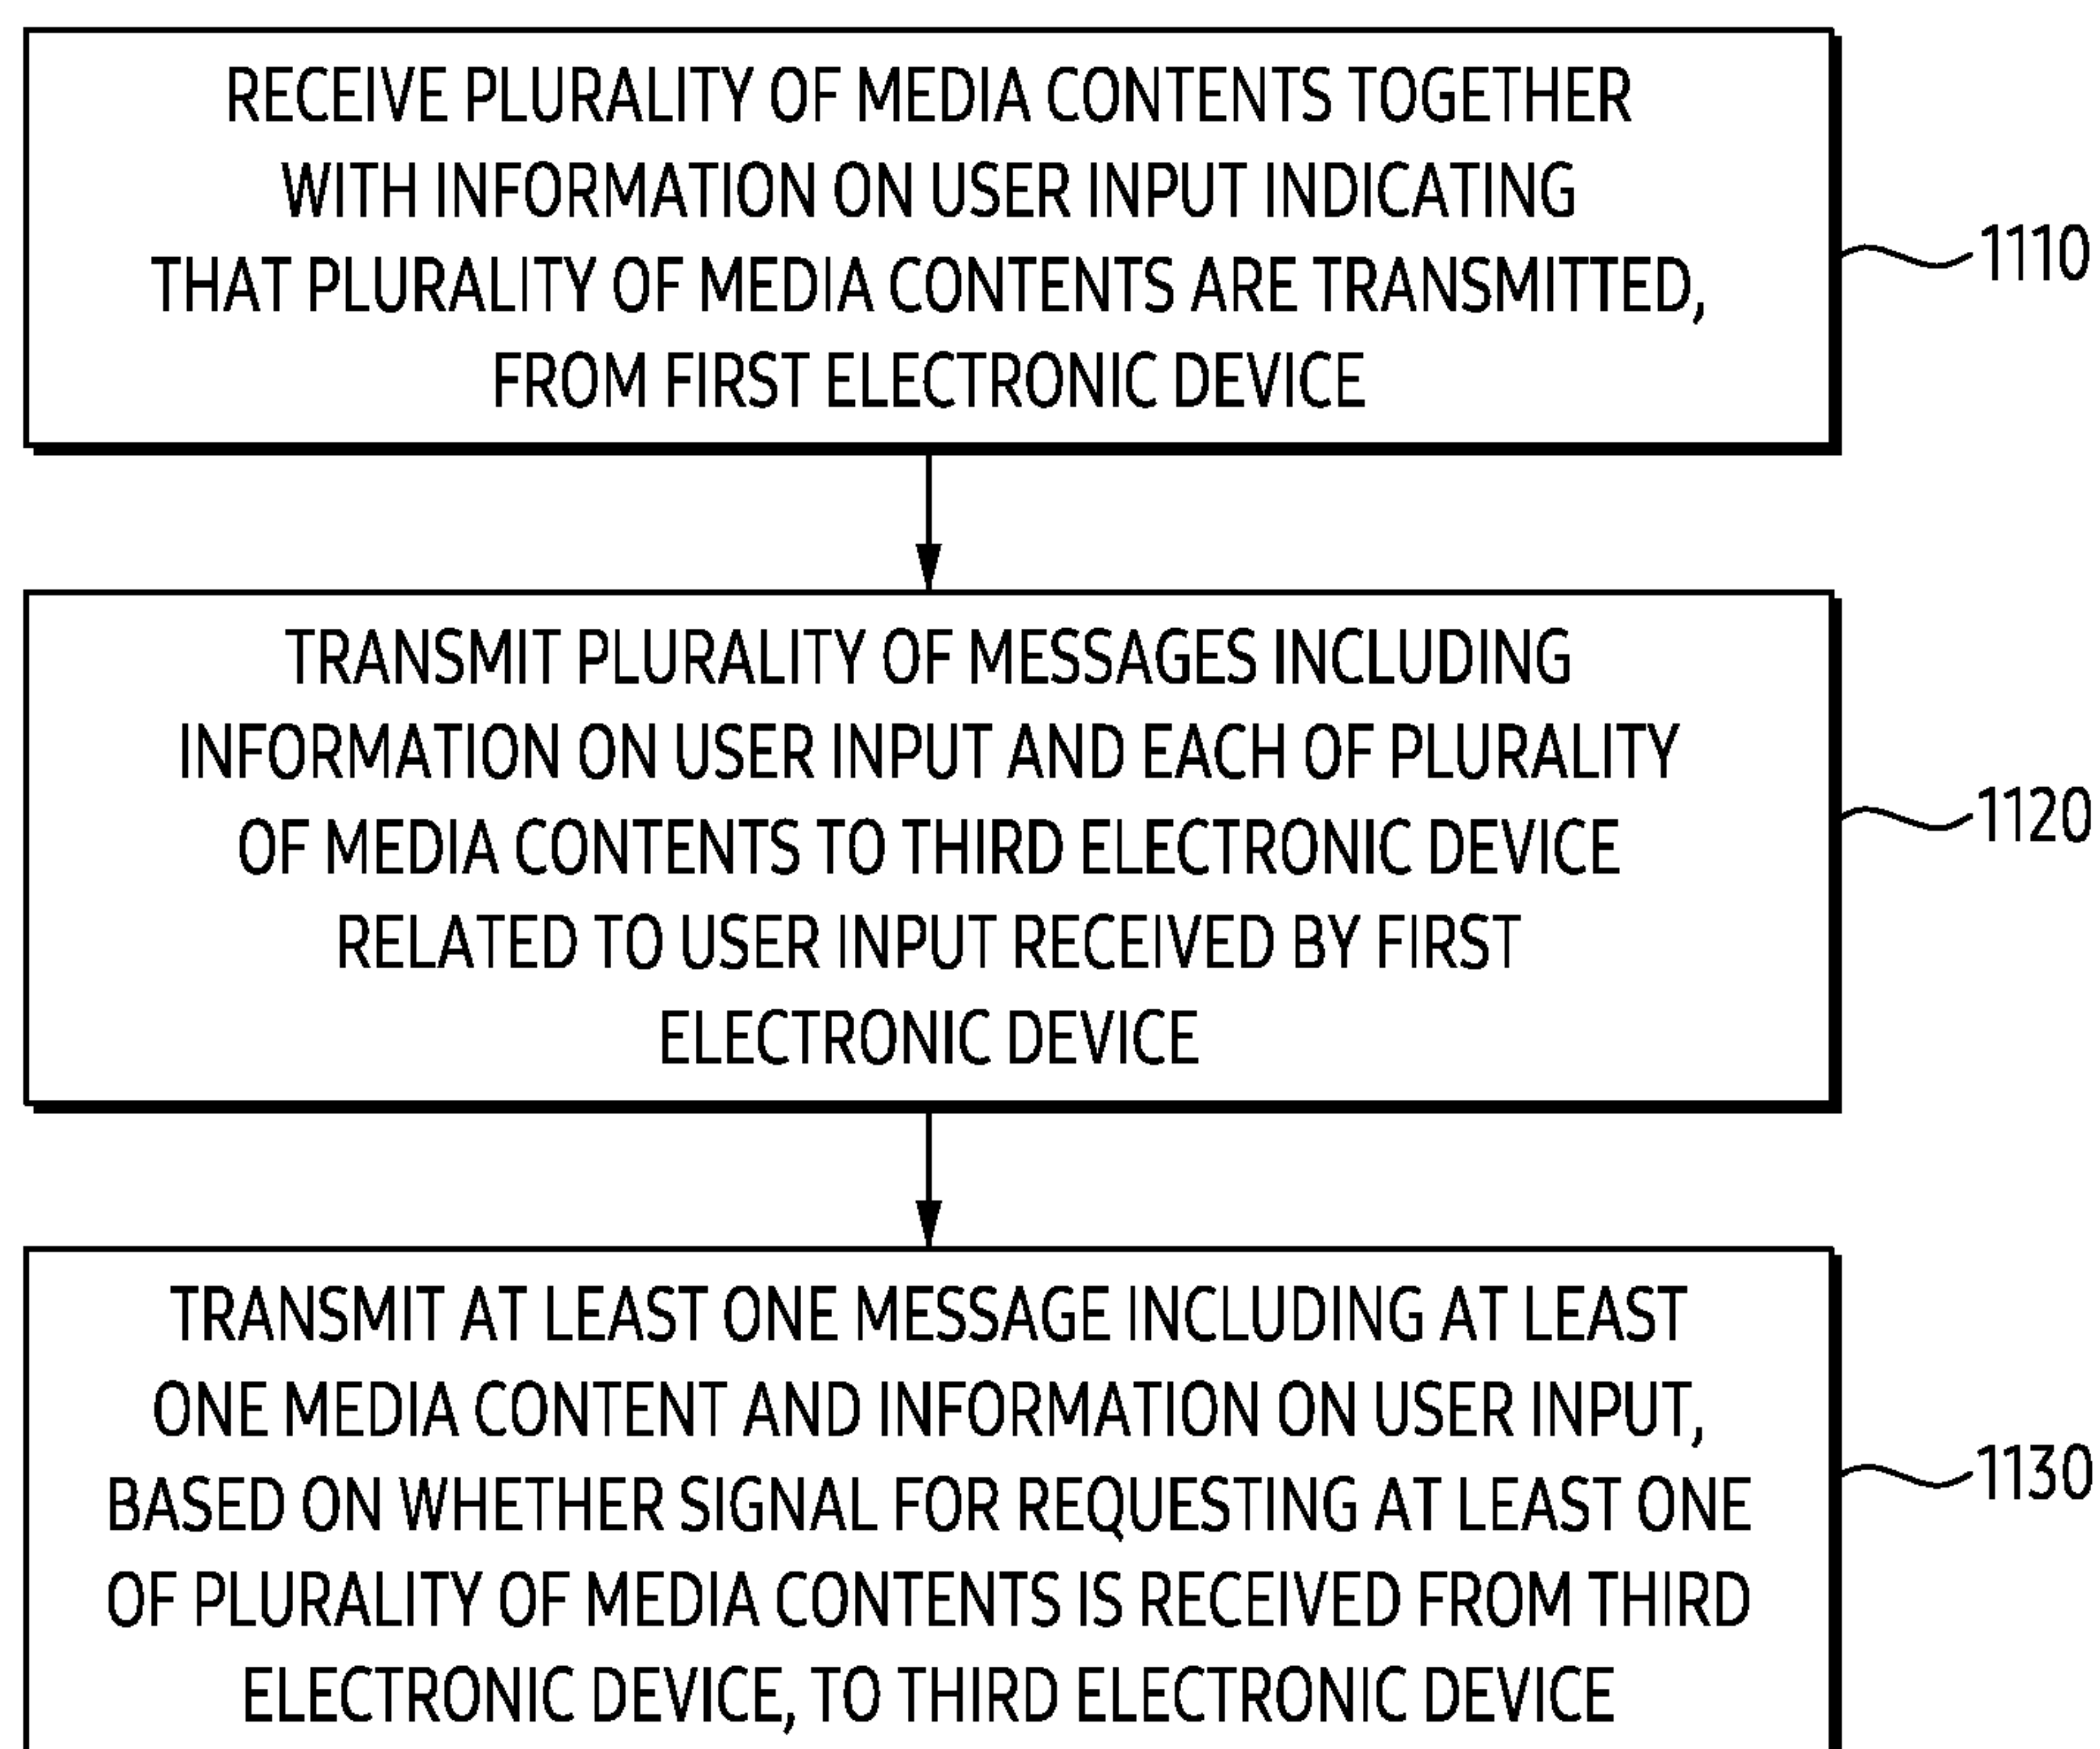 RECEIVE PLURALITY OF MEDIA CONTENTS TOGETHER
WITH INFORMATION ON USER INPUT INDICATING
THAT PLURALITY OF MEDIA CONTENTS ARE TRANSMITTED,
FROM FIRST ELECTRONIC DEVICE
1110
TRANSMIT PLURALITY OF MESSAGES INCLUDING
INFORMATION ON USER INPUT AND EACH OF PLURALITY
OF MEDIA CONTENTS TO THIRD ELECTRONIC DEVICE
RELATED TO USER INPUT RECEIVED BY FIRST
ELECTRONIC DEVICE
1120
TRANSMIT AT LEAST ONE MESSAGE INCLUDING AT LEAST
ONE MEDIA CONTENT AND INFORMATION ON USER INPUT,
BASED ON WHETHER SIGNAL FOR REQUESTING AT LEAST ONE
OF PLURALITY OF MEDIA CONTENTS IS RECEIVED FROM THIRD
ELECTRONIC DEVICE, TO THIRD ELECTRONIC DEVICE
1130